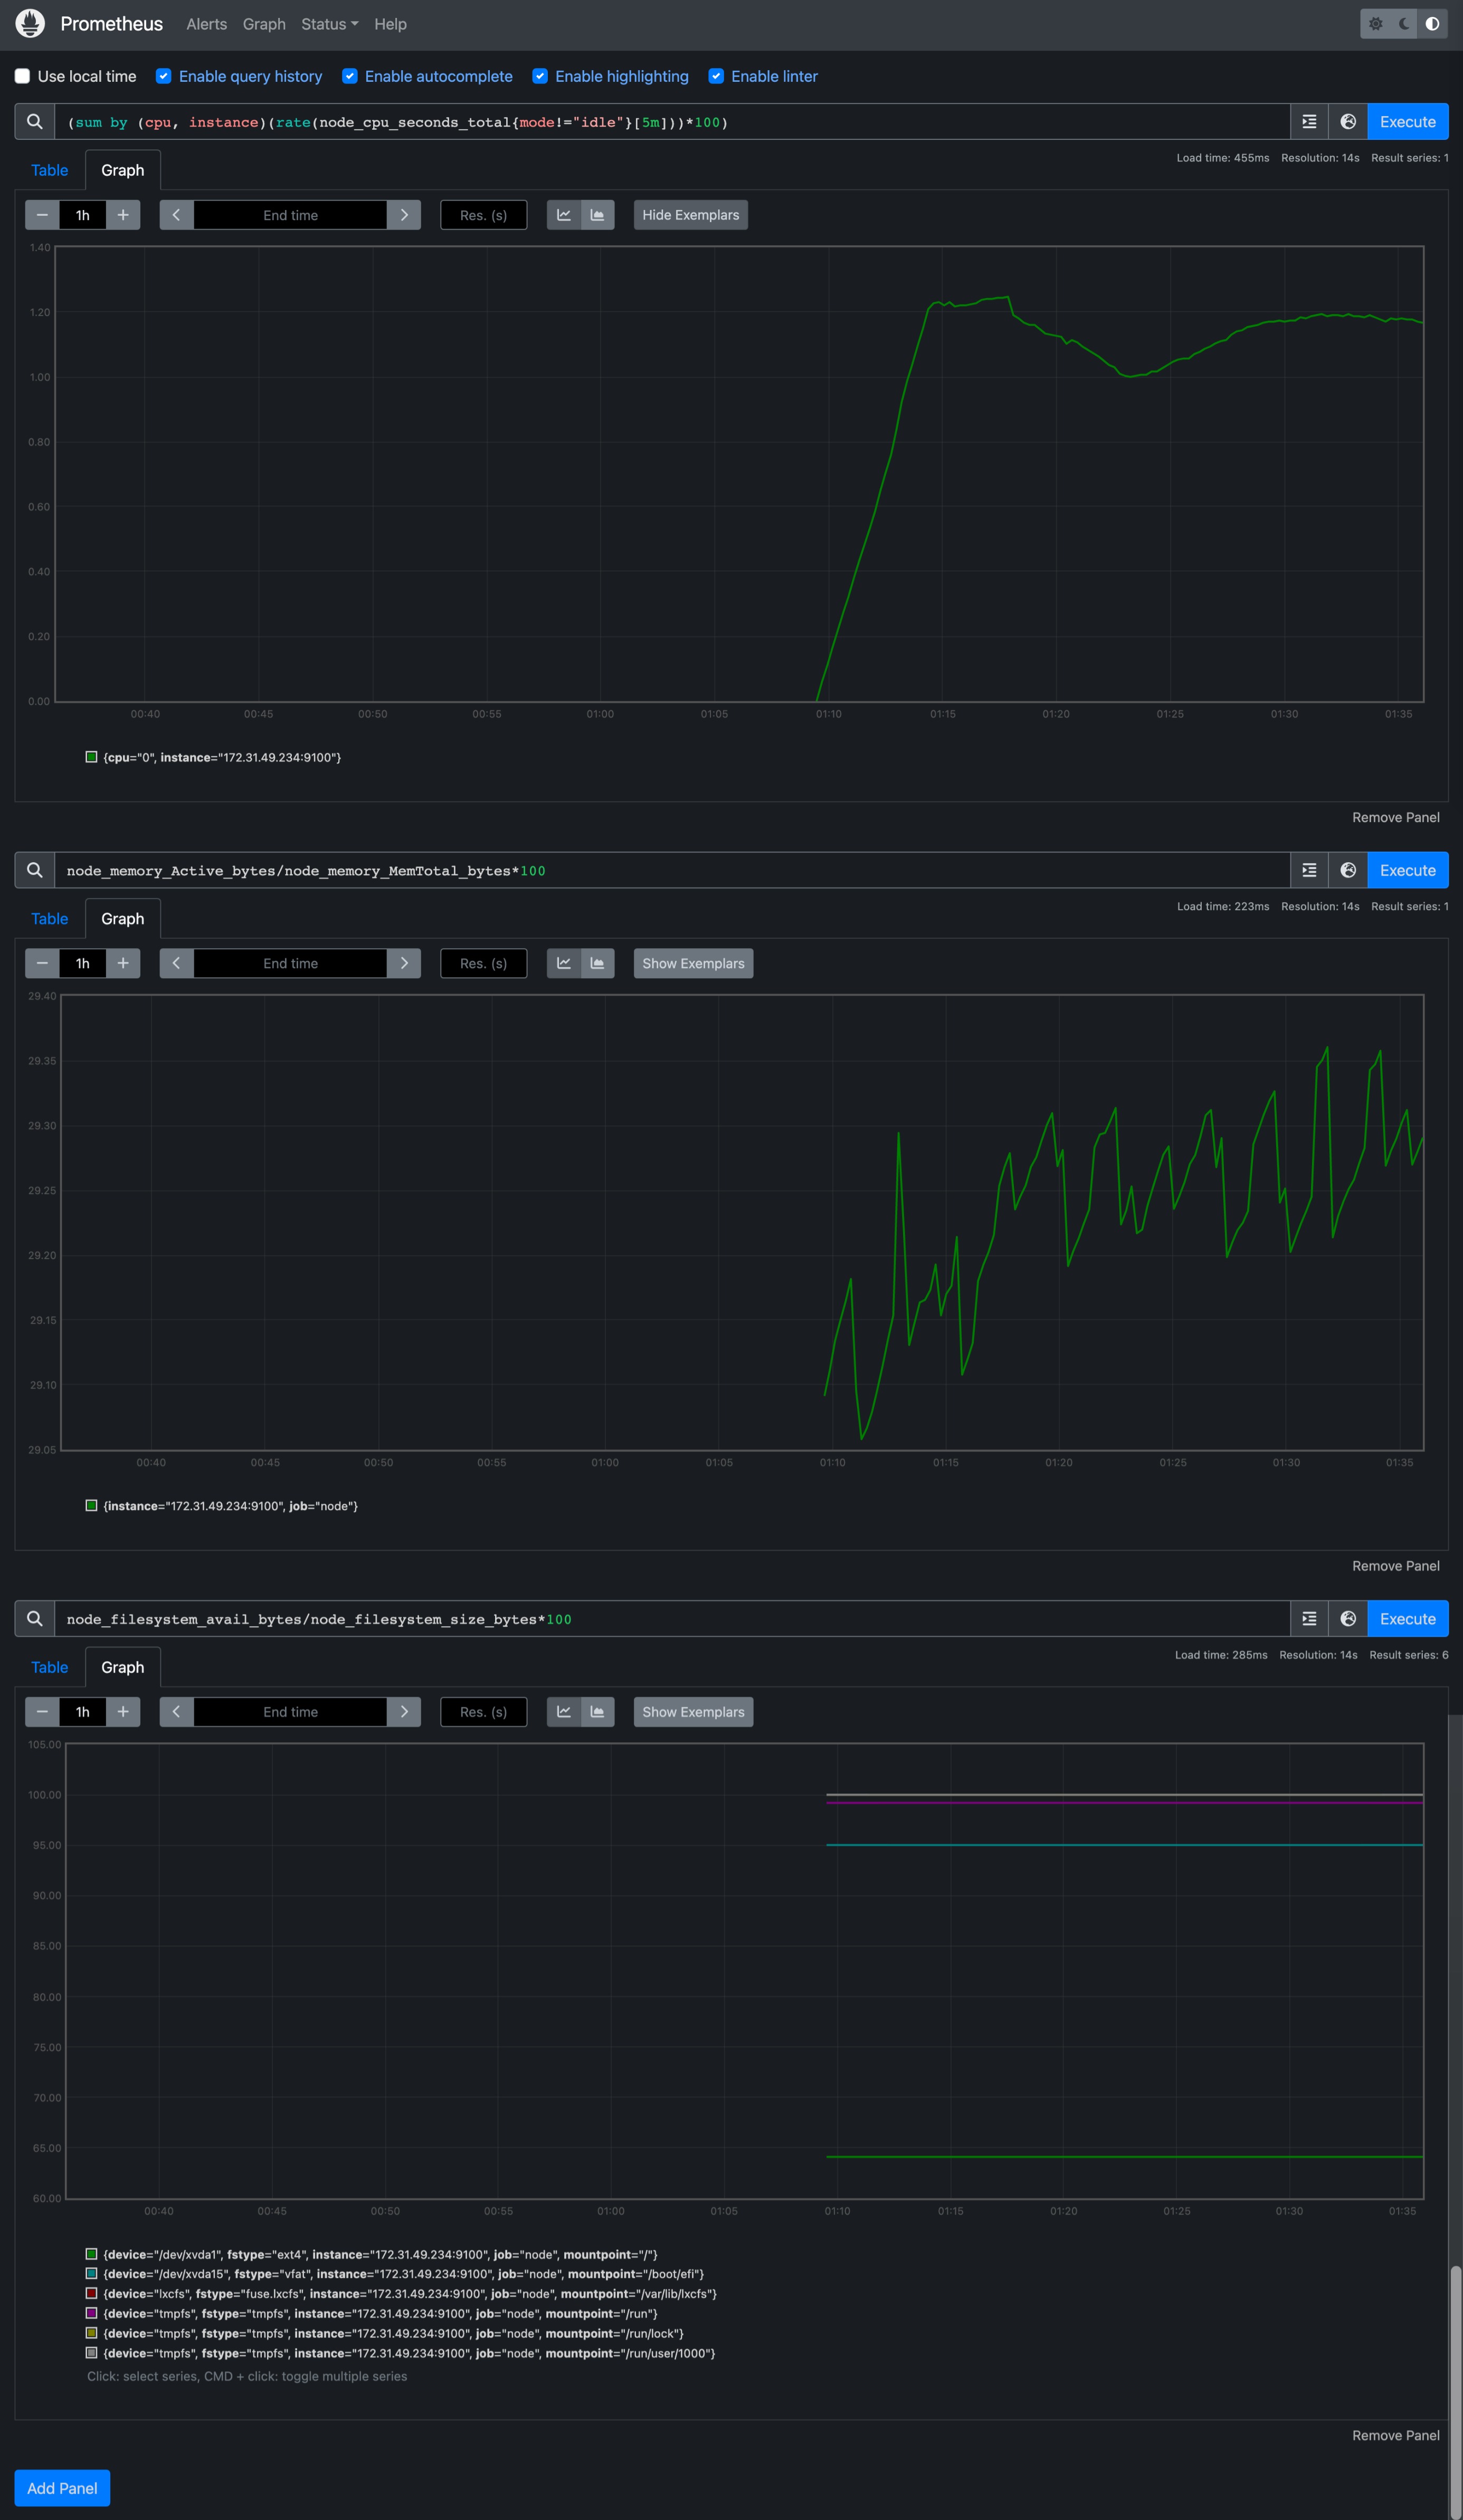 Prometheus Alerts Graph Status Help
Use local time Enable query history Enable autocomplete Enable highlighting Enable linter
(sum by (cpu, instance)(rate(node_cpu_seconds_total{mode!="idle"}[5m]))*100) Execute
Load time: 455ms Resolution: 14s Result series: 1
Table Graph
− 1h + End time Res. (s) Hide Exemplars
1.40
1.20
1.00
0.80
0.60
0.40
0.20
0.00
00:40 00:45 00:50 00:55 01:00 01:05 01:10 01:15 01:20 01:25 01:30 01:35
{cpu="0", instance="172.31.49.234:9100"}
Remove Panel
node_memory_Active_bytes/node_memory_MemTotal_bytes*100 Execute
Load time: 223ms Resolution: 14s Result series: 1
Table Graph
− 1h + End time Res. (s) Show Exemplars
29.40
29.35
29.30
29.25
29.20
29.15
29.10
29.05
00:40 00:45 00:50 00:55 01:00 01:05 01:10 01:15 01:20 01:25 01:30 01:35
{instance="172.31.49.234:9100", job="node"}
Remove Panel
node_filesystem_avail_bytes/node_filesystem_size_bytes*100 Execute
Load time: 285ms Resolution: 14s Result series: 6
Table Graph
− 1h + End time Res. (s) Show Exemplars
105.00
100.00
95.00
90.00
85.00
80.00
75.00
70.00
65.00
60.00
00:40 00:45 00:50 00:55 01:00 01:05 01:10 01:15 01:20 01:25 01:30 01:35
{device="/dev/xvda1", fstype="ext4", instance="172.31.49.234:9100", job="node", mountpoint="/"}
{device="/dev/xvda15", fstype="vfat", instance="172.31.49.234:9100", job="node", mountpoint="/boot/efi"}
{device="lxcfs", fstype="fuse.lxcfs", instance="172.31.49.234:9100", job="node", mountpoint="/var/lib/lxcfs"}
{device="tmpfs", fstype="tmpfs", instance="172.31.49.234:9100", job="node", mountpoint="/run"}
{device="tmpfs", fstype="tmpfs", instance="172.31.49.234:9100", job="node", mountpoint="/run/lock"}
{device="tmpfs", fstype="tmpfs", instance="172.31.49.234:9100", job="node", mountpoint="/run/user/1000"}
Click: select series, CMD + click: toggle multiple series
Remove Panel
Add Panel